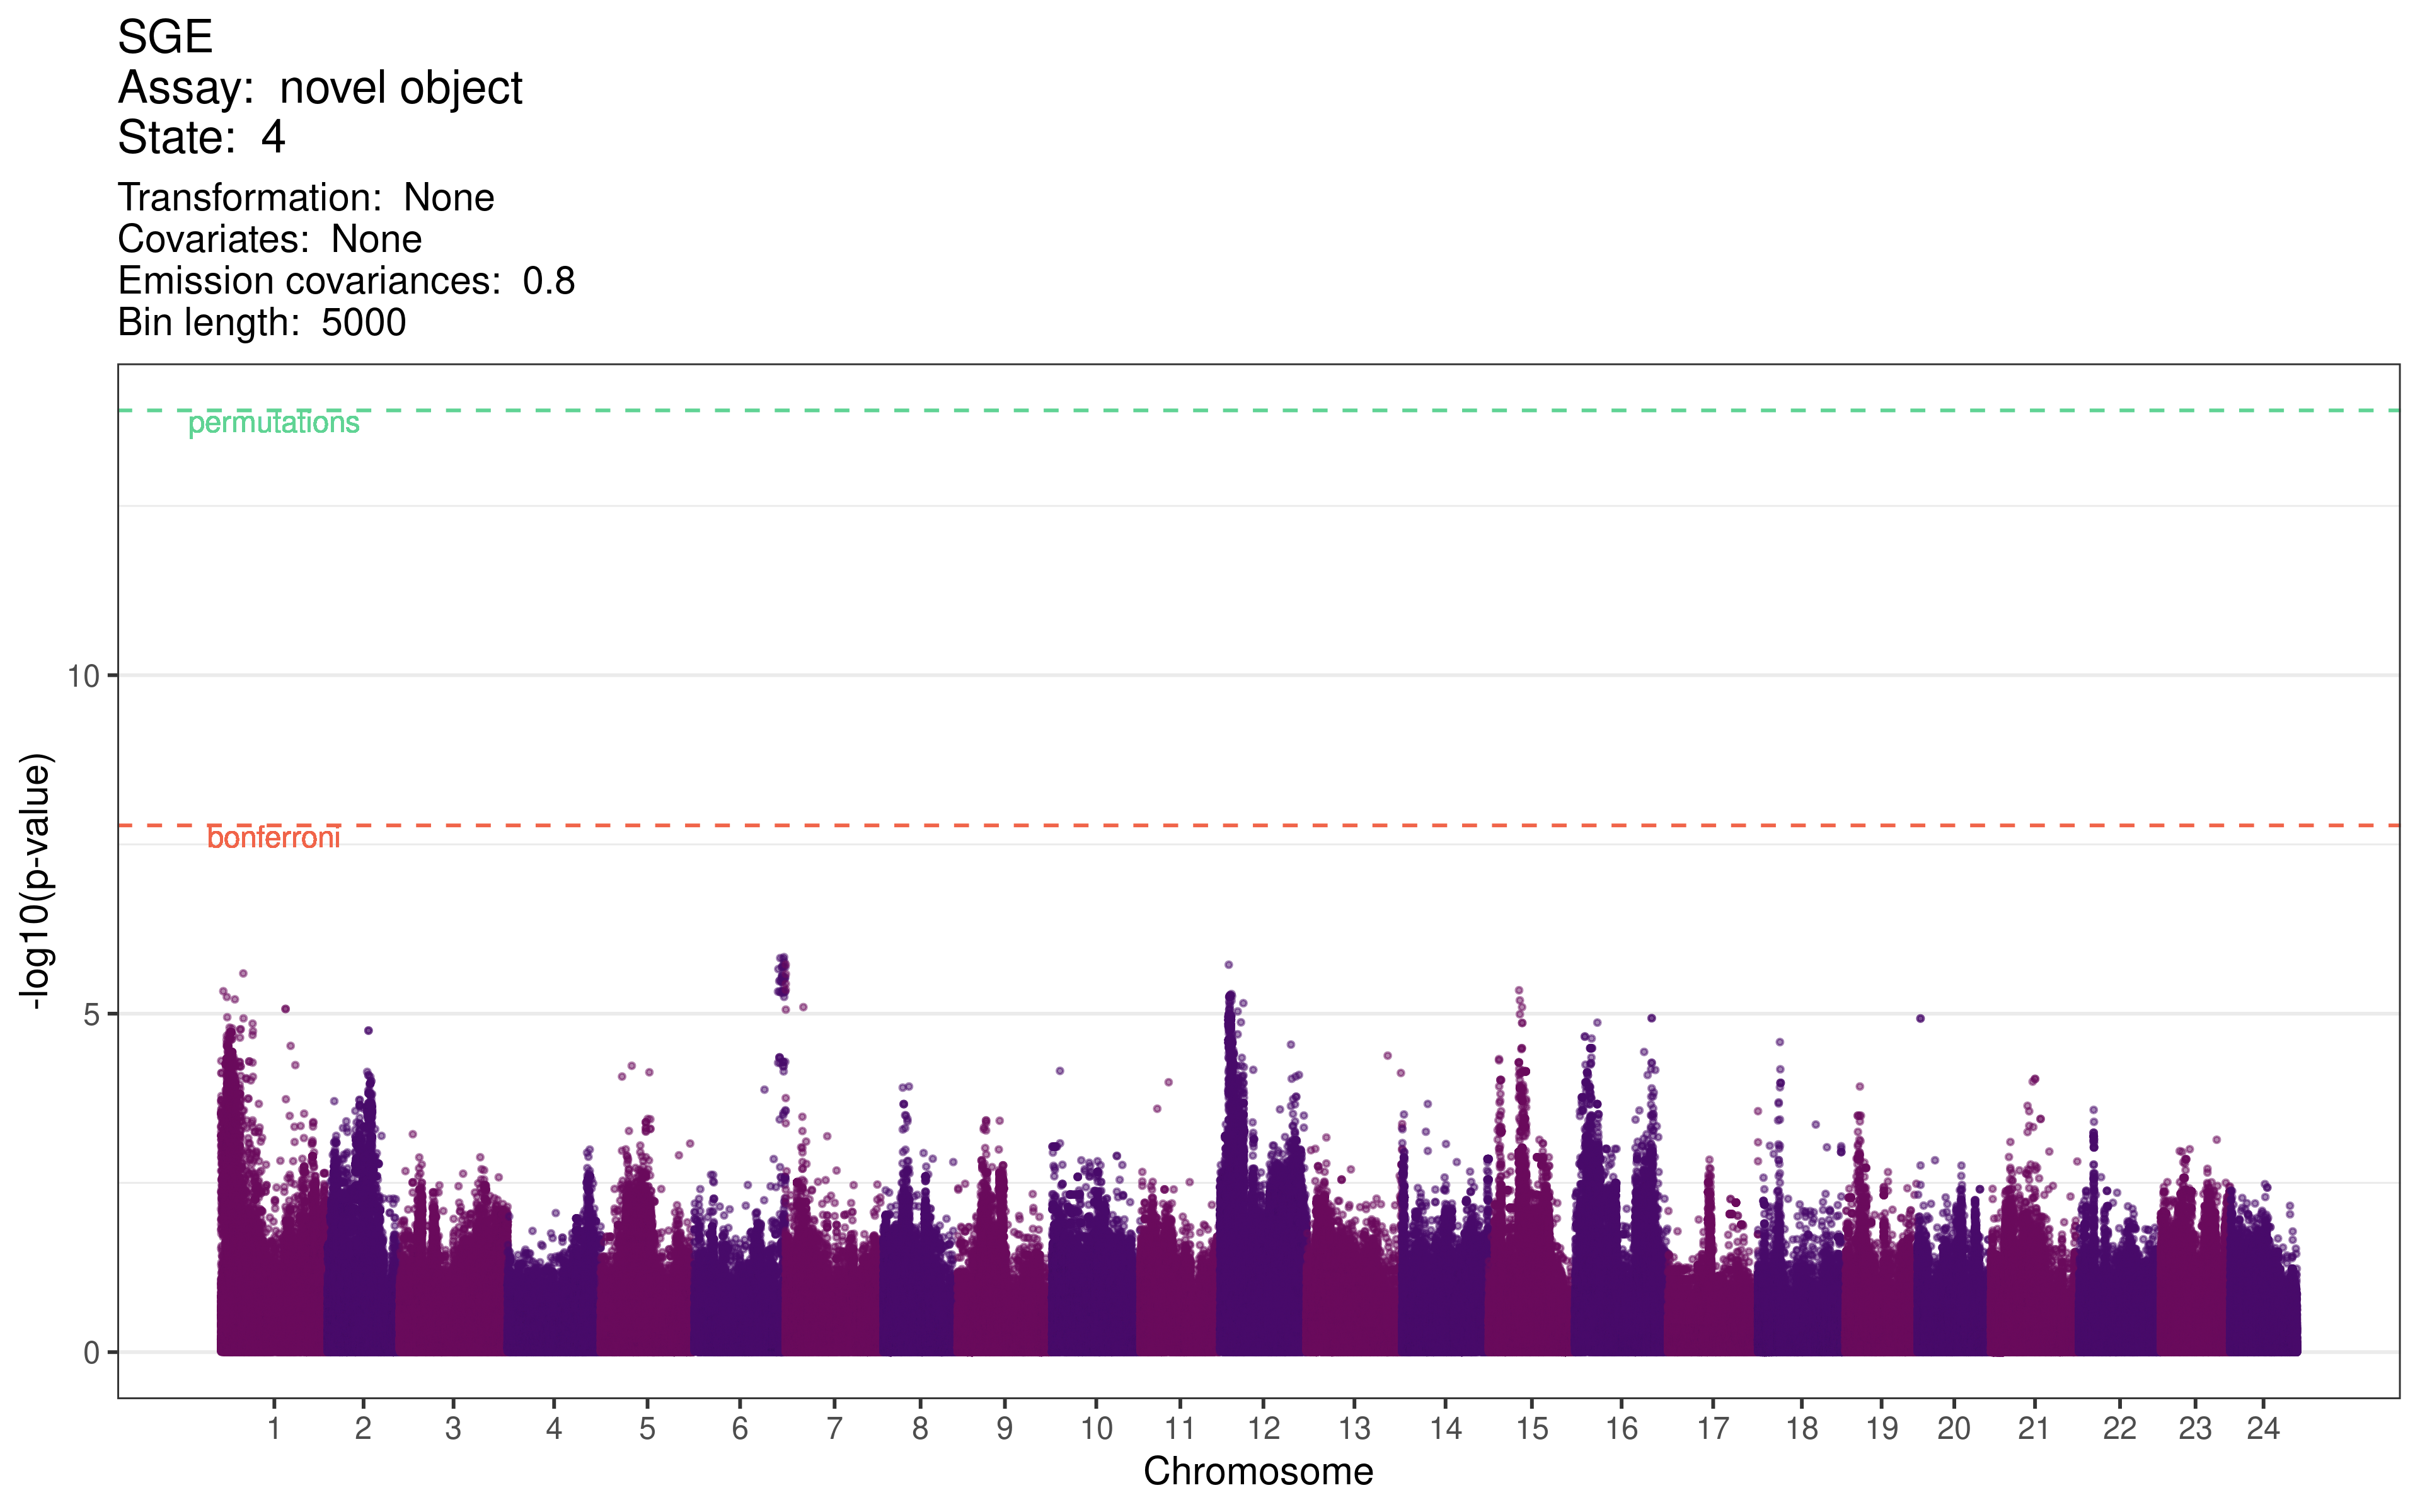 SGE
Assay:  novel object
State:  4
Transformation:  None
Covariates:  None
Emission covariances:  0.8
Bin length:  5000
permutations
10
bonferroni
5
0
-log10(p-value)
1 2 3 4 5 6 7 8 9 10 11 12 13 14 15 16 17 18 19 20 21 22 23 24
Chromosome